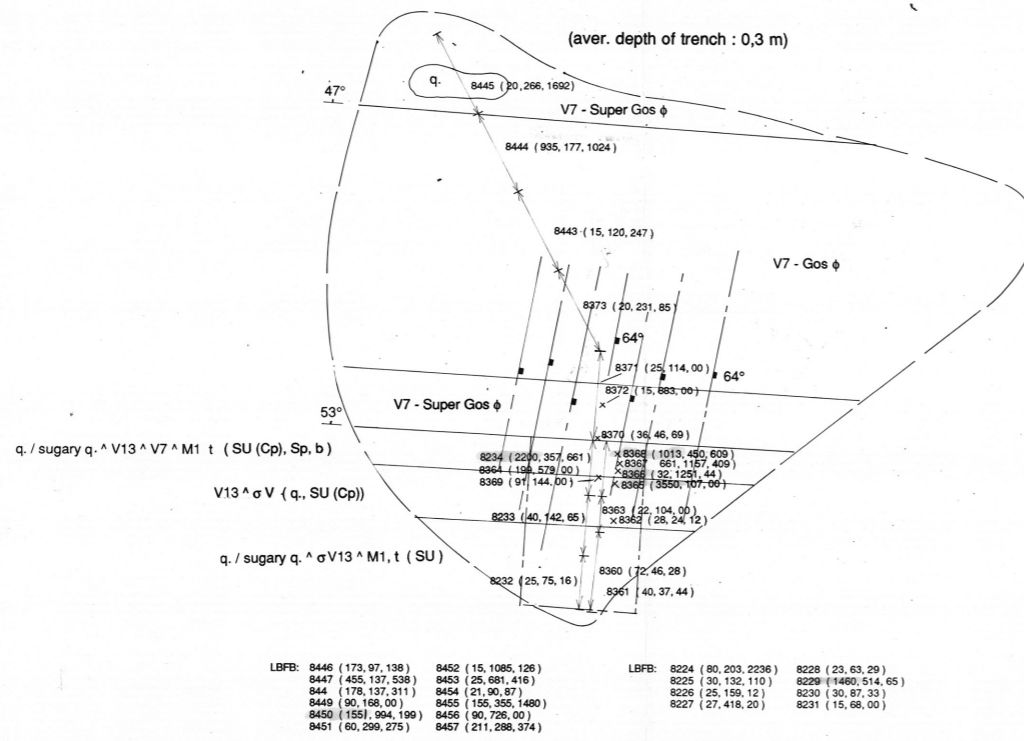 (aver. depth of trench : 0,3 m)
q.
8445 ( 20, 266, 1692)
47°
V7 - Super Gos ϕ
8444 ( 935, 177, 1024 )
8443 ( 15, 120, 247 )
V7 - Gos ϕ
8373 ( 20, 231, 85 )
64°
8371 ( 25, 114, 00 )
64°
8372 ( 15, 883, 00 )
V7 - Super Gos ϕ
53°
8370 ( 36, 46, 69 )
q. / sugary q. ^ V13 ^ V7 ^ M1 t ( SU (Cp), Sp, b )
8234 ( 2200, 357, 661 )
8368 ( 1013, 450, 609 )
8364 ( 199, 579, 00 )
8367 661, 1157, 409 )
8369 ( 91, 144, 00 )
8366 ( 32, 1251, 44 )
8365 ( 3550, 107, 00 )
V13 ^ σ V ( q., SU (Cp))
8363 ( 22, 104, 00 )
8233 ( 40, 142, 65 )
8362 ( 28, 24, 12 )
q. / sugary q. ^ σV13 ^ M1, t ( SU )
8232 ( 25, 75, 16 )
8360 ( 72, 46, 28 )
8361 ( 40, 37, 44 )
LBFB: 8446 ( 173, 97, 138 ) 8452 ( 15, 1085, 126 )
8447 ( 455, 137, 538 ) 8453 ( 25, 681, 416 )
844 ( 178, 137, 311 ) 8454 ( 21, 90, 87 )
8449 ( 90, 168, 00 ) 8455 ( 155, 355, 1480 )
8450 ( 155, 994, 199 ) 8456 ( 90, 726, 00 )
8451 ( 60, 299, 275 ) 8457 ( 211, 288, 374 )
LBFB: 8224 ( 80, 203, 2236 ) 8228 ( 23, 63, 29 )
8225 ( 30, 132, 110 ) 8229 ( 1460, 514, 65 )
8226 ( 25, 159, 12 ) 8230 ( 30, 87, 33 )
8227 ( 27, 418, 20 ) 8231 ( 15, 68, 00 )